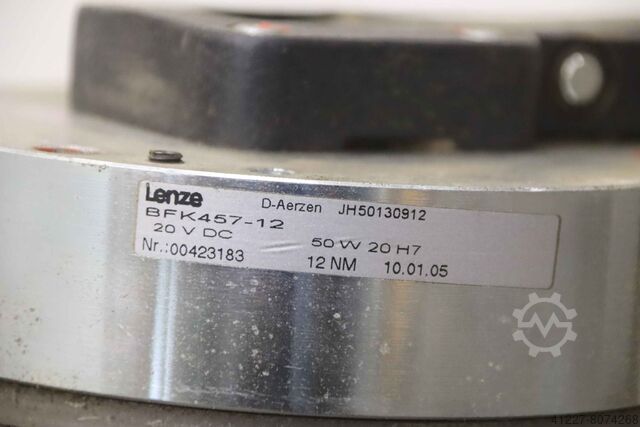 Lenze D-Aerzen JH50130912
BFK457-12
20 V DC 50 W 20 H7
Nr.:00423183 12 NM 10.01.05
41227-8074268